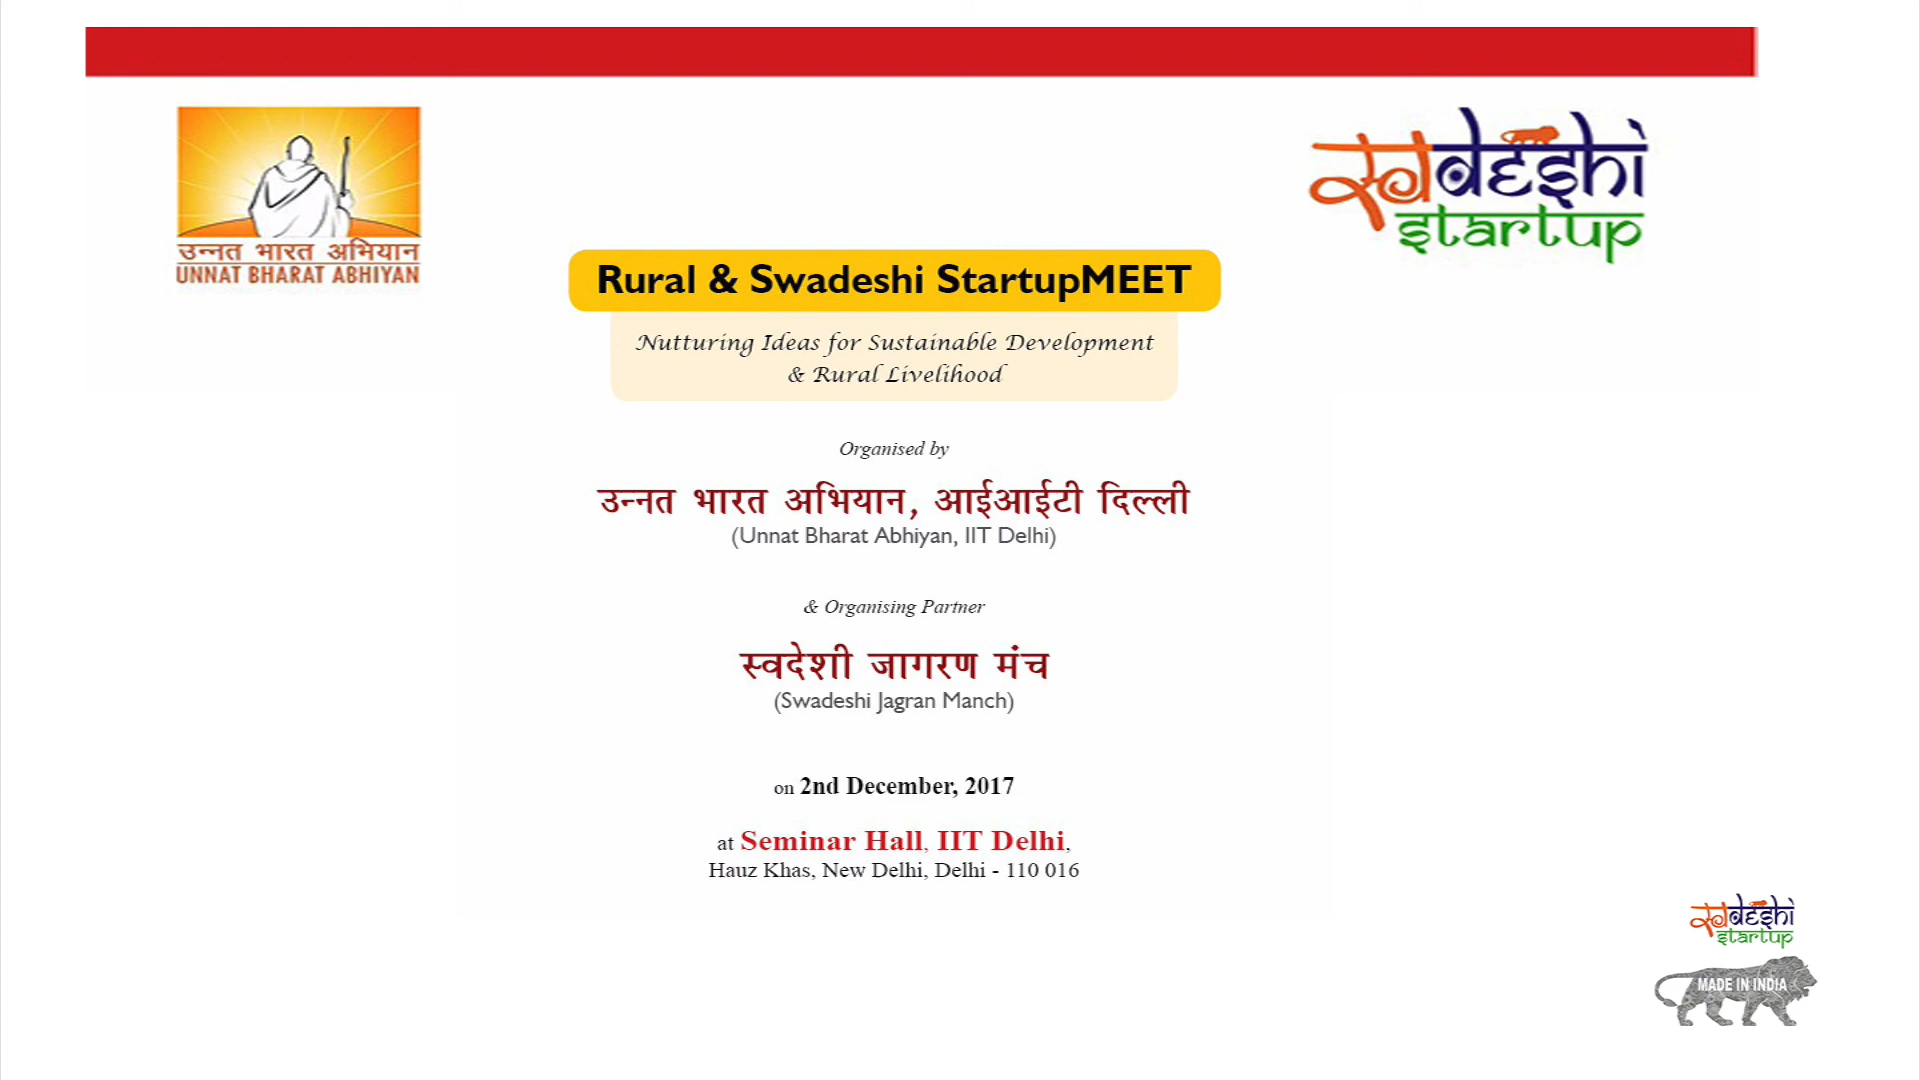 उन्नत भारत अभियान
UNNAT BHARAT ABHIYAN
स्वdeshi
startup
Rural & Swadeshi StartupMEET
Nutturing Ideas for Sustainable Development
& Rural Livelihood
Organised by
उन्नत भारत अभियान, आईआईटी दिल्ली
(Unnat Bharat Abhiyan, IIT Delhi)
& Organising Partner
स्वदेशी जागरण मंच
(Swadeshi Jagran Manch)
on 2nd December, 2017
at Seminar Hall, IIT Delhi,
Hauz Khas, New Delhi, Delhi - 110 016
स्वdeshi
startup
MADE IN INDIA